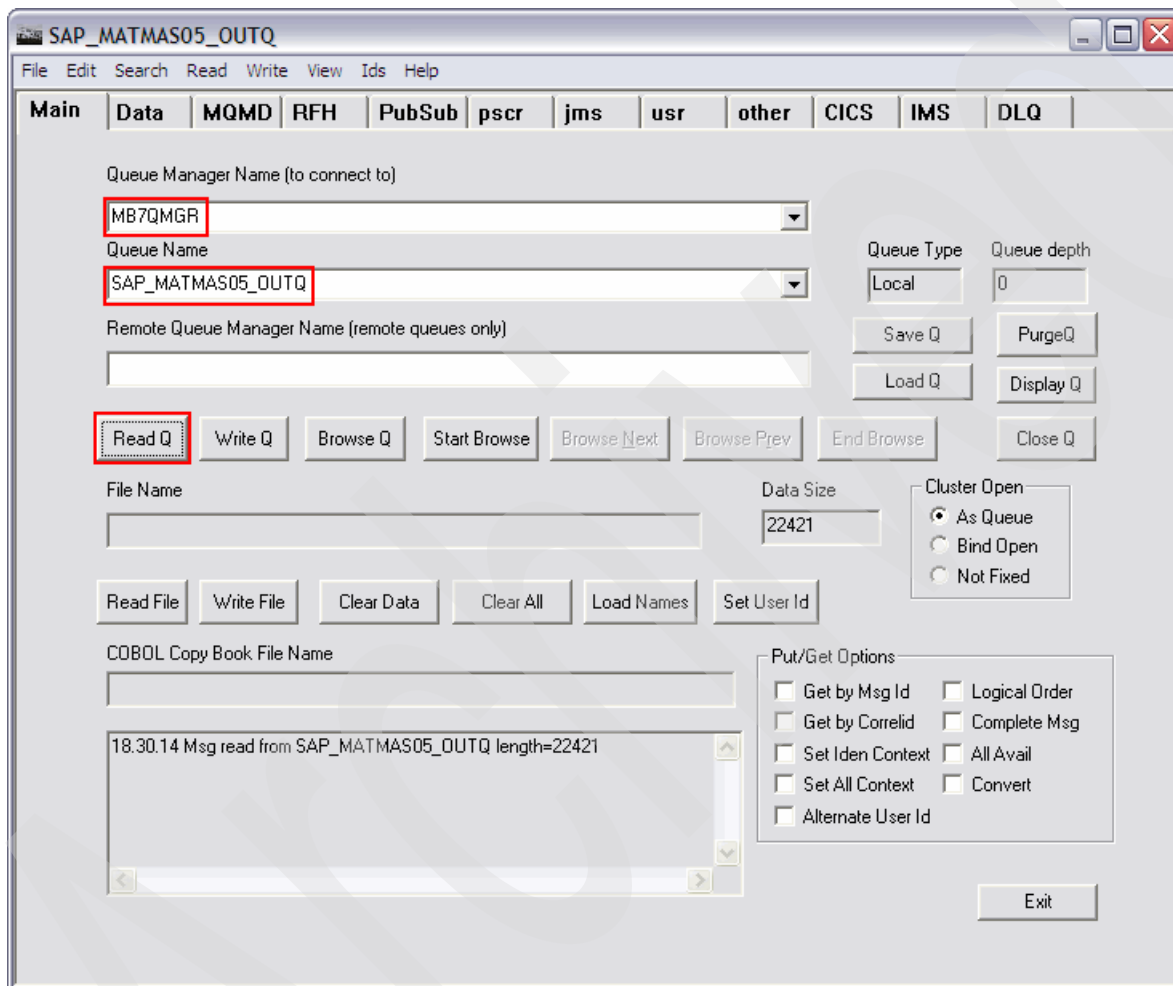 SAP_MATMAS05_OUTQ
File Edit Search Read Write View Ids Help
Main Data MQMD RFH PubSub pscr jms usr other CICS IMS DLQ
Queue Manager Name (to connect to)
MB7QMGR
Queue Name
Queue Type Queue depth
SAP_MATMAS05_OUTQ
Local 0
Remote Queue Manager Name (remote queues only)
Save Q PurgeQ
Load Q Display Q
Read Q Write Q Browse Q Start Browse Browse Next Browse Prev End Browse Close Q
File Name
Data Size
22421
Cluster Open
As Queue
Bind Open
Not Fixed
Read File Write File Clear Data Clear All Load Names Set User Id
COBOL Copy Book File Name
Put/Get Options
Get by Msg Id Logical Order
Get by Correlid Complete Msg
Set Iden Context All Avail
Set All Context Convert
Alternate User Id
18.30.14 Msg read from SAP_MATMAS05_OUTQ length=22421
Exit